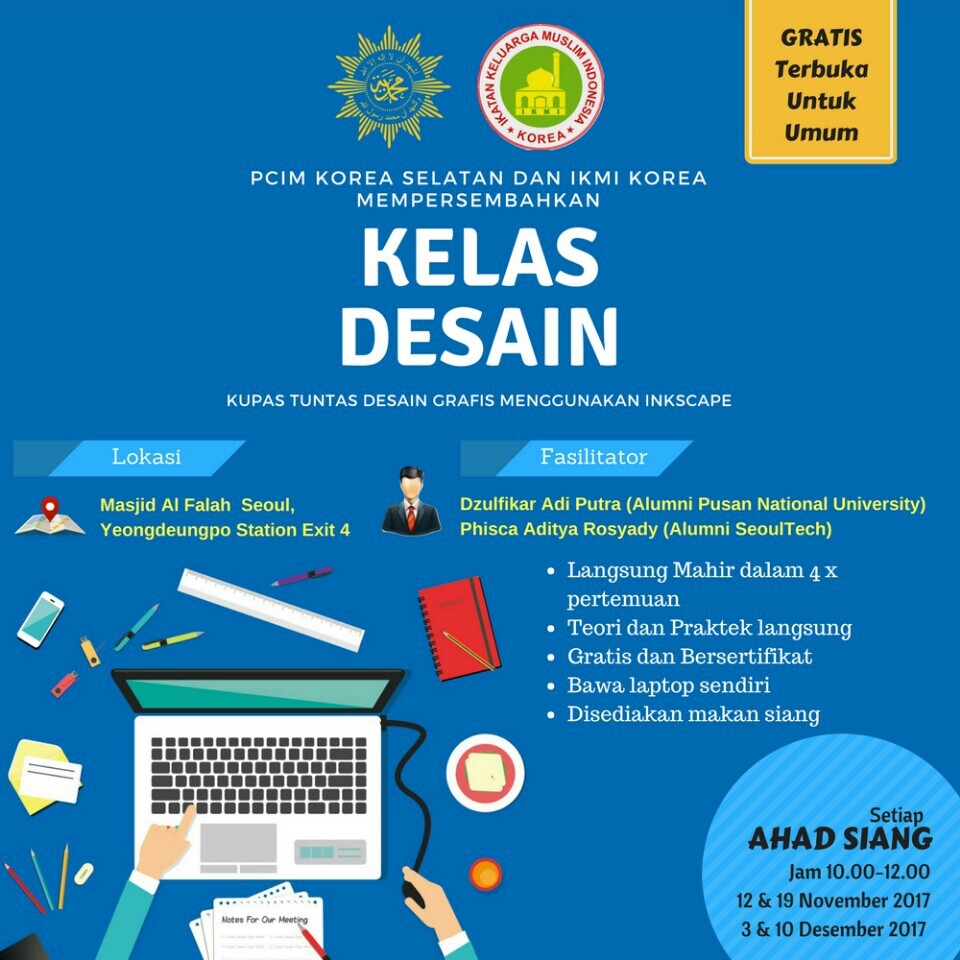 GRATIS
Terbuka
Untuk
Umum
محمدية
IKATAN KELUARGA MUSLIM INDONESIA
IKMI
KOREA
PCIM KOREA SELATAN DAN IKMI KOREA
MEMPERSEMBAHKAN
KELAS
DESAIN
KUPAS TUNTAS DESAIN GRAFIS MENGGUNAKAN INKSCAPE
Lokasi
Masjid Al Falah Seoul,
Yeongdeungpo Station Exit 4
Fasilitator
Dzulfikar Adi Putra (Alumni Pusan National University)
Phisca Aditya Rosyady (Alumni SeoulTech)
• Langsung Mahir dalam 4 x
pertemuan
• Teori dan Praktek langsung
• Gratis dan Bersertifikat
• Bawa laptop sendiri
• Disediakan makan siang
Setiap
AHAD SIANG
Jam 10.00-12.00
12 & 19 November 2017
3 & 10 Desember 2017
Notes For Our Meeting